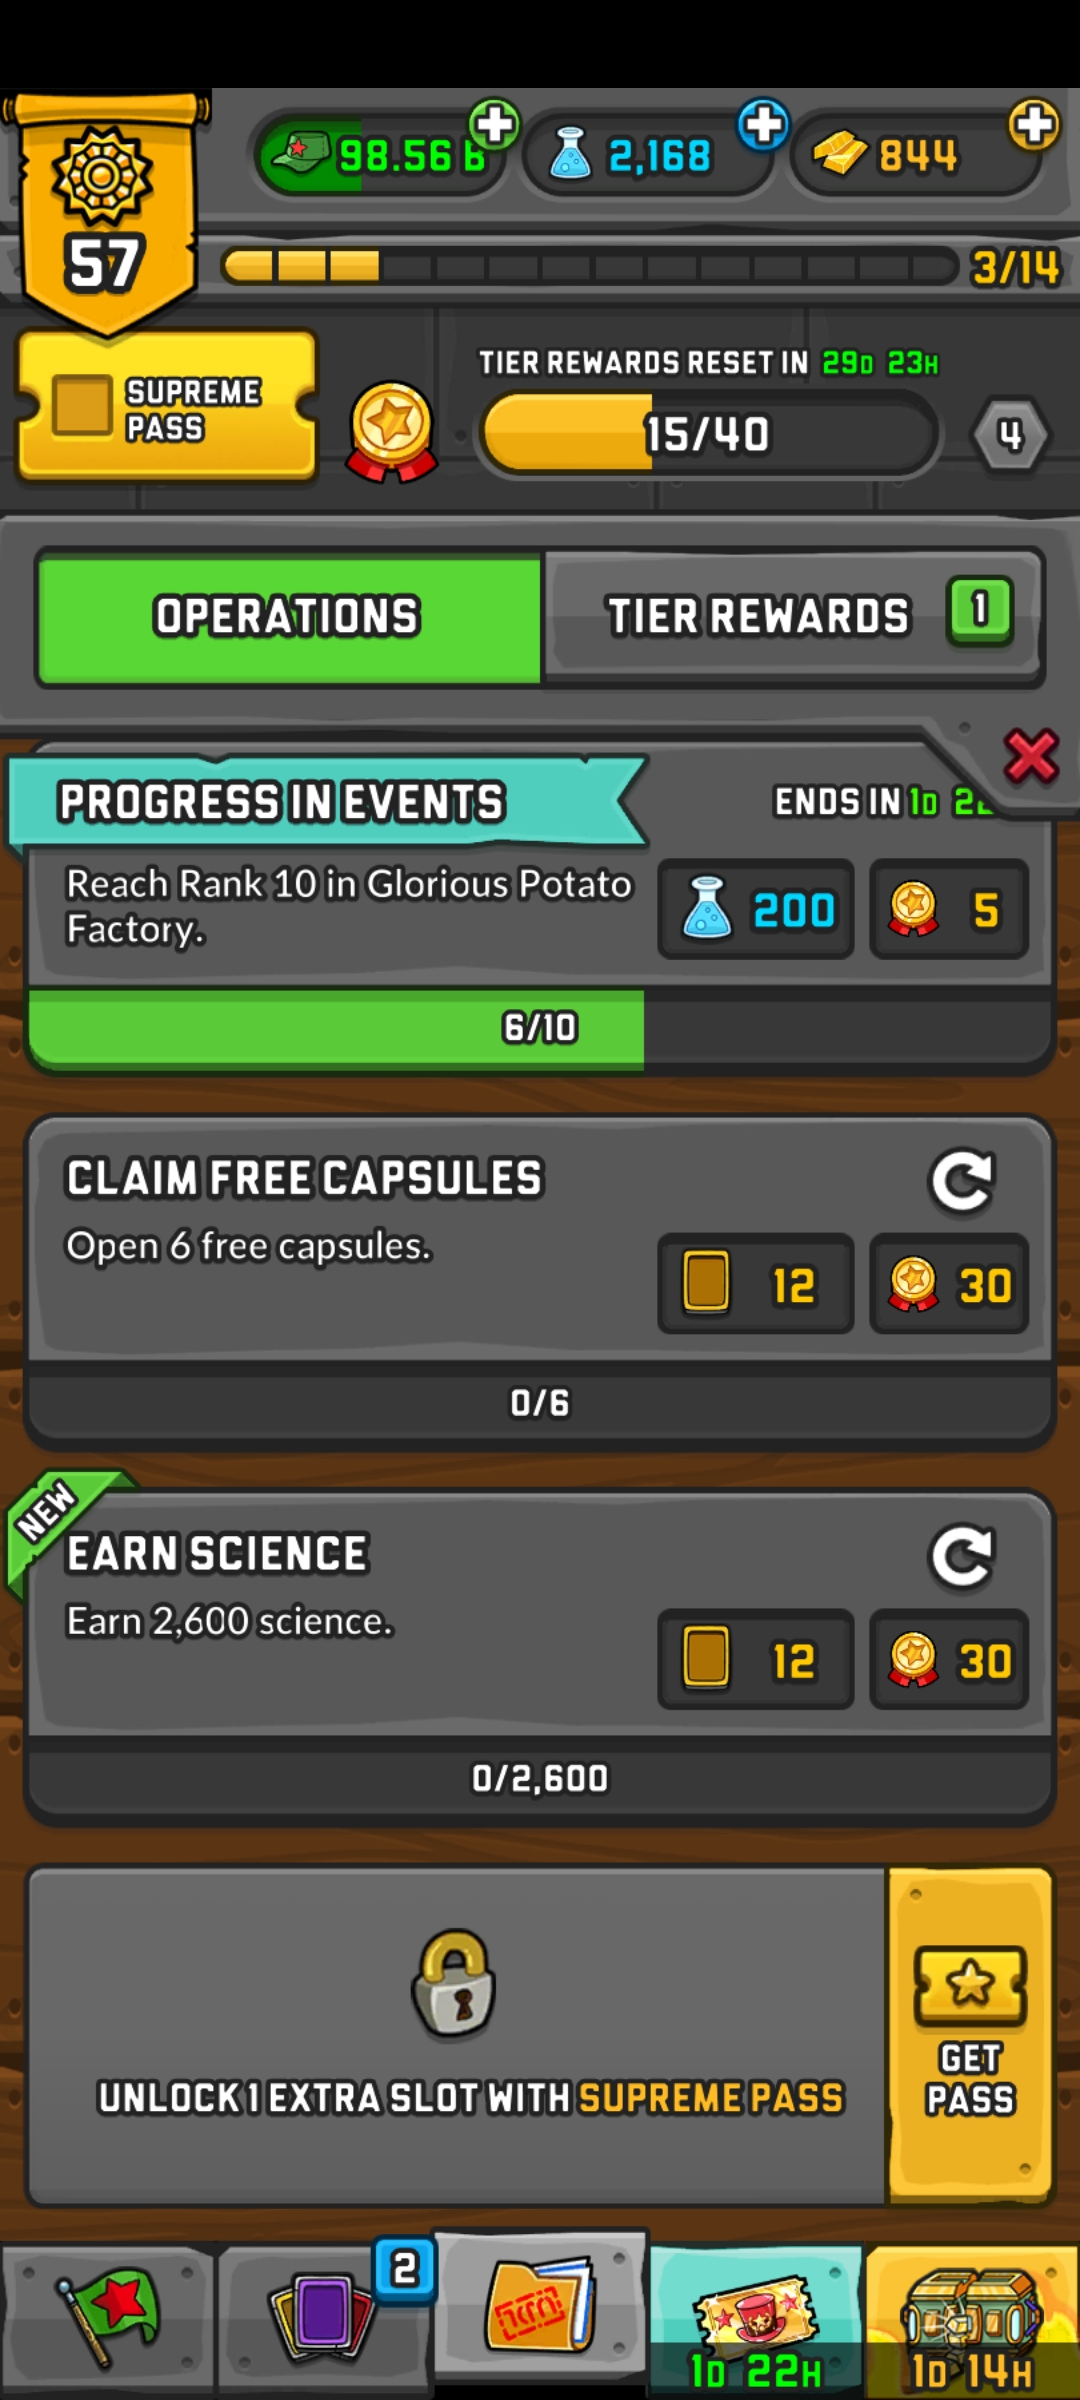 98.56 B
2,168
844
57
3/14
TIER REWARDS RESET IN 29D 23H
SUPREME
PASS
15/40
4
OPERATIONS
TIER REWARDS
1
PROGRESS IN EVENTS
ENDS IN 1D
Reach Rank 10 in Glorious Potato
Factory.
200
5
6/10
CLAIM FREE CAPSULES
Open 6 free capsules.
12
30
0/6
NEW
EARN SCIENCE
Earn 2,600 science.
12
30
0/2,600
UNLOCK 1 EXTRA SLOT WITH SUPREME PASS
GET
PASS
2
1D 22H
1D 14H